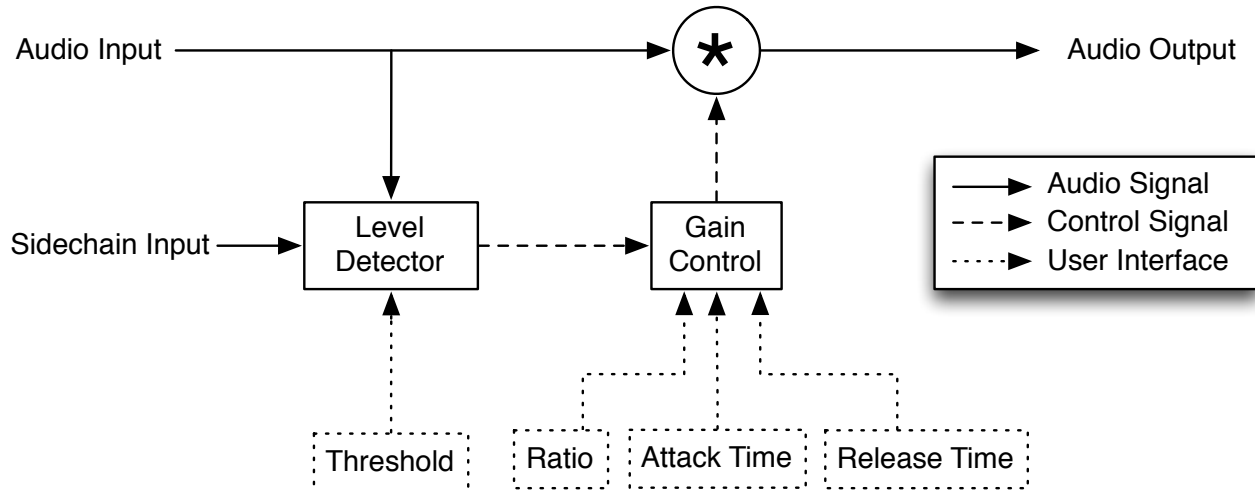 Audio Input
*
Audio Output
Audio Signal
Control Signal
User Interface
Sidechain Input
Level
Detector
Gain
Control
Threshold
Ratio
Attack Time
Release Time